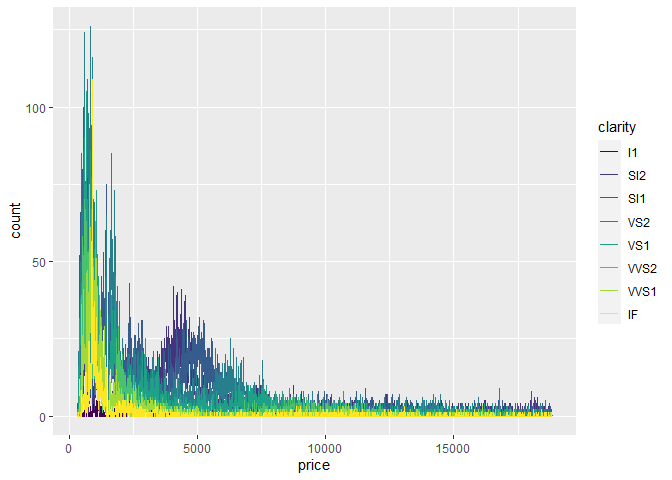 100
50
0
0
5000
10000
15000
price
count
clarity
I1
SI2
SI1
VS2
VS1
VVS2
VVS1
IF